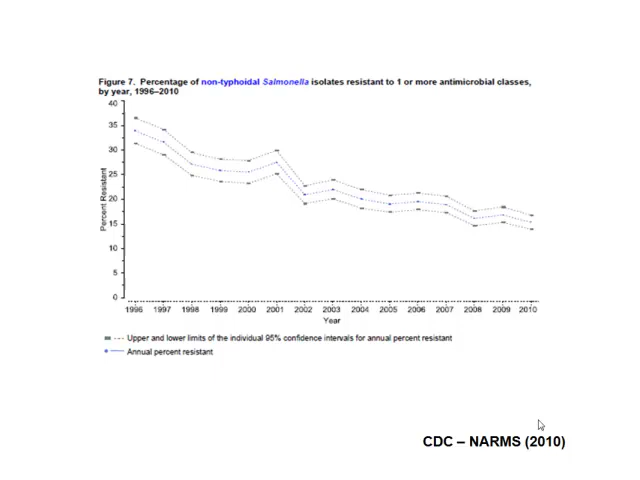 Figure 7. Percentage of non-typhoidal Salmonella isolates resistant to 1 or more antimicrobial classes,
by year, 1996–2010
40
35
30
25
20
15
10
5
0
Percent Resistant
1996 1997 1998 1999 2000 2001 2002 2003 2004 2005 2006 2007 2008 2009 2010
Year
Upper and lower limits of the individual 95% confidence intervals for annual percent resistant
Annual percent resistant
CDC – NARMS (2010)